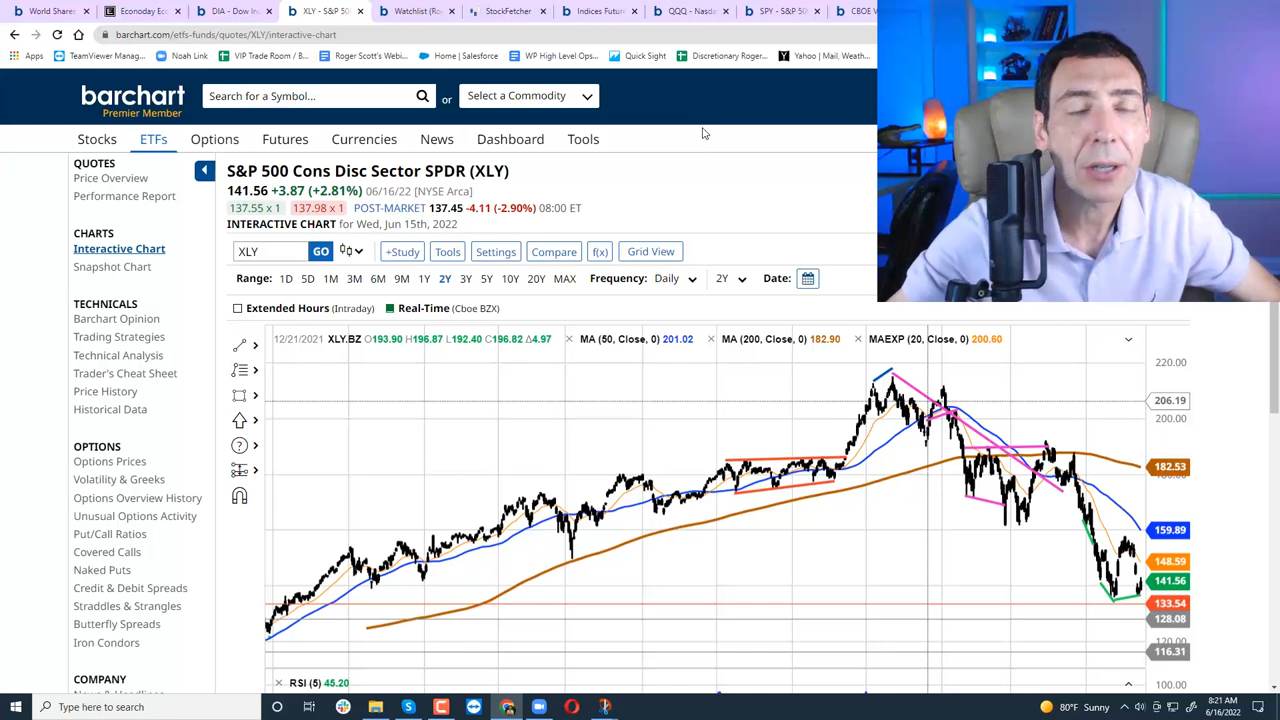 World Shares
Economy Eco
DIA - Dow Ind
XLY - S&P 500
Watchlist (Ro
StockFetcher
Indices Future
QQQ - Nasda
SPY - S&P 50
CBOE V
barchart.com/etfs-funds/quotes/XLY/interactive-chart
Apps
TeamViewer Manag...
Noah Link
VIP Trade Room / B...
Roger Scott's Webi...
Home | Salesforce
WP High Level Ops...
Quick Sight
Discretionary Roger...
Yahoo | Mail, Weath...
barchart
Premier Member
Search for a Symbol...
or
Select a Commodity
Stocks
ETFs
Options
Futures
Currencies
News
Dashboard
Tools
QUOTES
Price Overview
Performance Report
CHARTS
Interactive Chart
Snapshot Chart
TECHNICALS
Barchart Opinion
Trading Strategies
Technical Analysis
Trader's Cheat Sheet
Price History
Historical Data
OPTIONS
Options Prices
Volatility & Greeks
Options Overview History
Unusual Options Activity
Put/Call Ratios
Covered Calls
Naked Puts
Credit & Debit Spreads
Straddles & Strangles
Butterfly Spreads
Iron Condors
COMPANY
S&P 500 Cons Disc Sector SPDR (XLY)
141.56 +3.87 (+2.81%) 06/16/22 [NYSE Arca]
137.55 x 1 137.98 x 1 POST-MARKET 137.45 -4.11 (-2.90%) 08:00 ET
INTERACTIVE CHART for Wed, Jun 15th, 2022
XLY GO +Study Tools Settings Compare f(x) Grid View
Range: 1D 5D 1M 3M 6M 9M 1Y 2Y 3Y 5Y 10Y 20Y MAX Frequency: Daily 2Y Date:
Extended Hours (Intraday) Real-Time (Cboe BZX)
12/21/2021 XLY.BZ O193.90 H196.87 L192.40 C196.82 Δ4.97 MA (50, Close, 0) 201.02 MA (200, Close, 0) 182.90 MAEXP (20, Close, 0) 200.60
220.00
206.19
200.00
182.53
159.89
148.59
141.56
133.54
128.08
120.00
116.31
RSI (5) 45.20
100.00
Type here to search
80°F Sunny
8:21 AM
6/16/2022